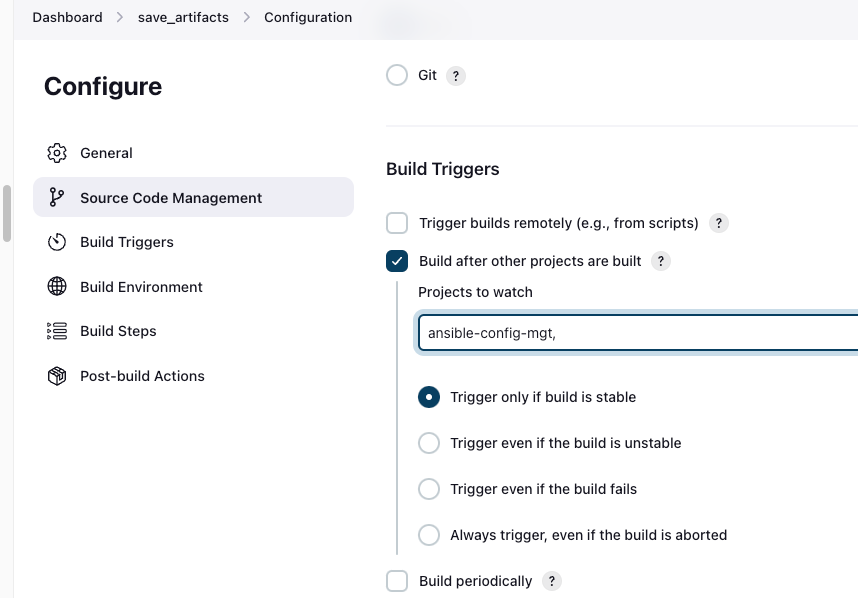 Dashboard > save_artifacts > Configuration
Configure
General
Source Code Management
Build Triggers
Build Environment
Build Steps
Post-build Actions
Git ?
Build Triggers
Trigger builds remotely (e.g., from scripts) ?
Build after other projects are built ?
Projects to watch
ansible-config-mgt,
Trigger only if build is stable
Trigger even if the build is unstable
Trigger even if the build fails
Always trigger, even if the build is aborted
Build periodically ?